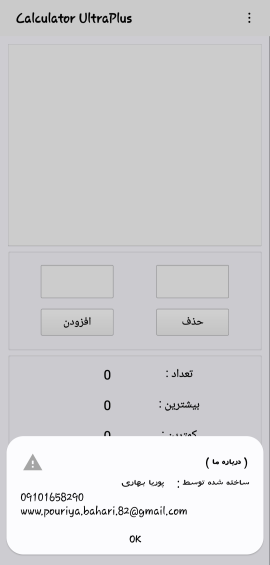 Calculator UltraPlus
افزودن
حذف
تعداد : 0
بیشترین : 0
کمترین : 0
( درباره ما )
ساخته شده توسط : پوریا بهاری
09101658290
www.pouriya.bahari.82@gmail.com
OK